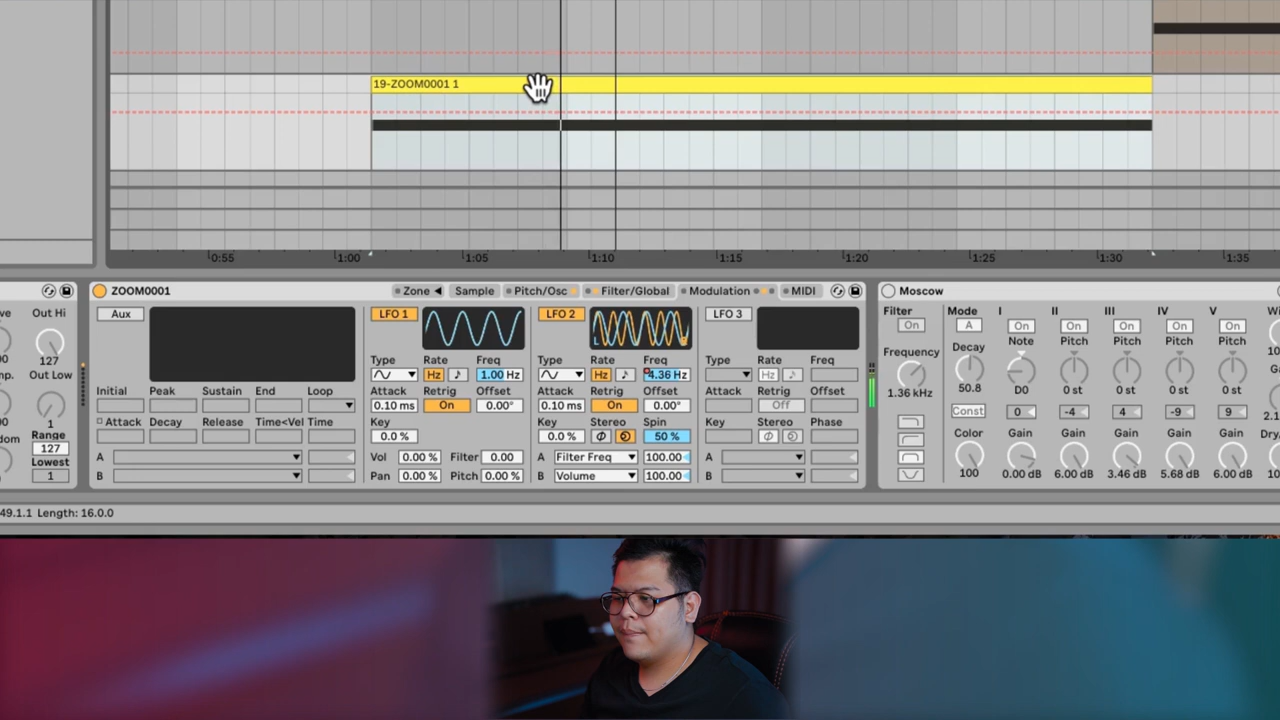 19-ZOOM0001 1
0:55 1:00 1:05 1:10 1:15 1:20 1:25 1:30 1:35
Out Hi
127
Out Low
1
Range
127
Lowest
1
ZOOM0001
Zone Sample Pitch/Osc Filter/Global Modulation MIDI
Aux
Initial Peak Sustain End Loop
Attack Decay Release Time<Vel Time
A
B
LFO 1
Type Rate Freq
Hz 1.00 Hz
Attack Retrig Offset
0.10 ms On 0.00°
Key
0.0 %
Vol 0.00 % Filter 0.00
Pan 0.00 % Pitch 0.00 %
LFO 2
Type Rate Freq
Hz 4.36 Hz
Attack Retrig Offset
0.10 ms On 0.00°
Key Stereo Spin
0.0 % 50 %
A Filter Freq 100.00
B Volume 100.00
LFO 3
Type Rate Freq
Hz
Attack Retrig Offset
Off
Key Stereo Phase
A
B
Moscow
Filter
On
Frequency
1.36 kHz
Mode
A
Decay
50.8
Const
Color
100
I II III IV V
On On On On On
Note Pitch Pitch Pitch Pitch
D0 0 st 0 st 0 st 0 st
0 -4 4 -9 9
Gain Gain Gain Gain Gain
0.00 dB 6.00 dB 3.46 dB 5.68 dB 6.00 dB
49.1.1 Length: 16.0.0